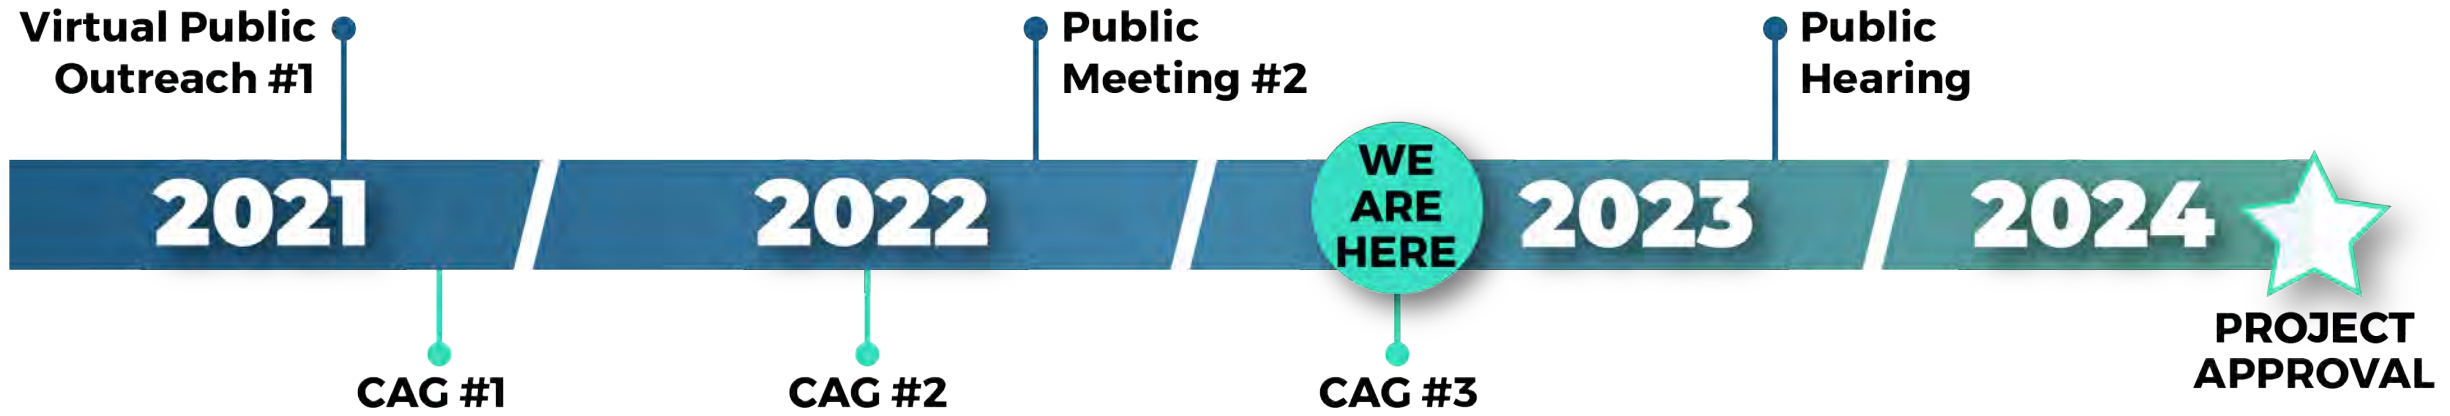 Virtual Public
Outreach #1
Public
Meeting #2
Public
Hearing
2021
2022
WE
ARE
HERE
2023
2024
CAG #1
CAG #2
CAG #3
PROJECT
APPROVAL